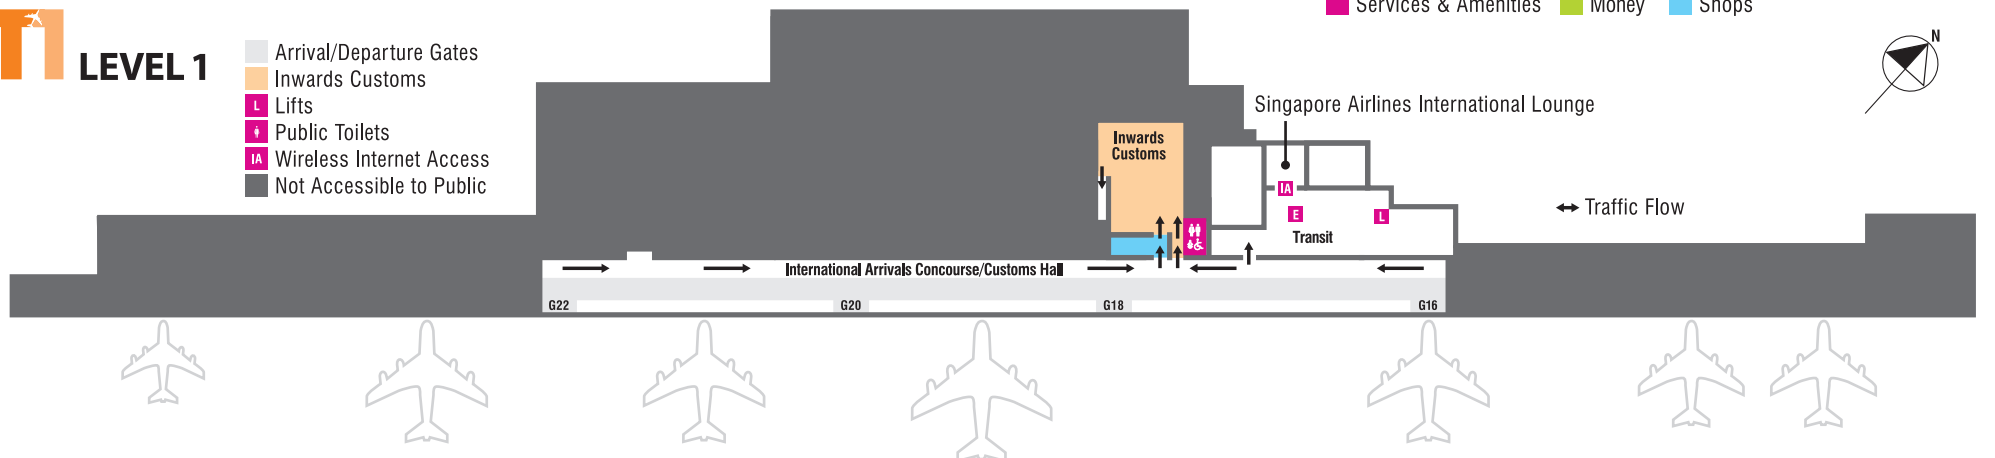 T1
LEVEL 1
Services & Amenities
Money
Shops
Arrival/Departure Gates
Inwards Customs
L Lifts
Public Toilets
IA Wireless Internet Access
Not Accessible to Public
N
Singapore Airlines International Lounge
Inwards
Customs
IA
E
L
Traffic Flow
Transit
International Arrivals Concourse/Customs Hall
G22
G20
G18
G16